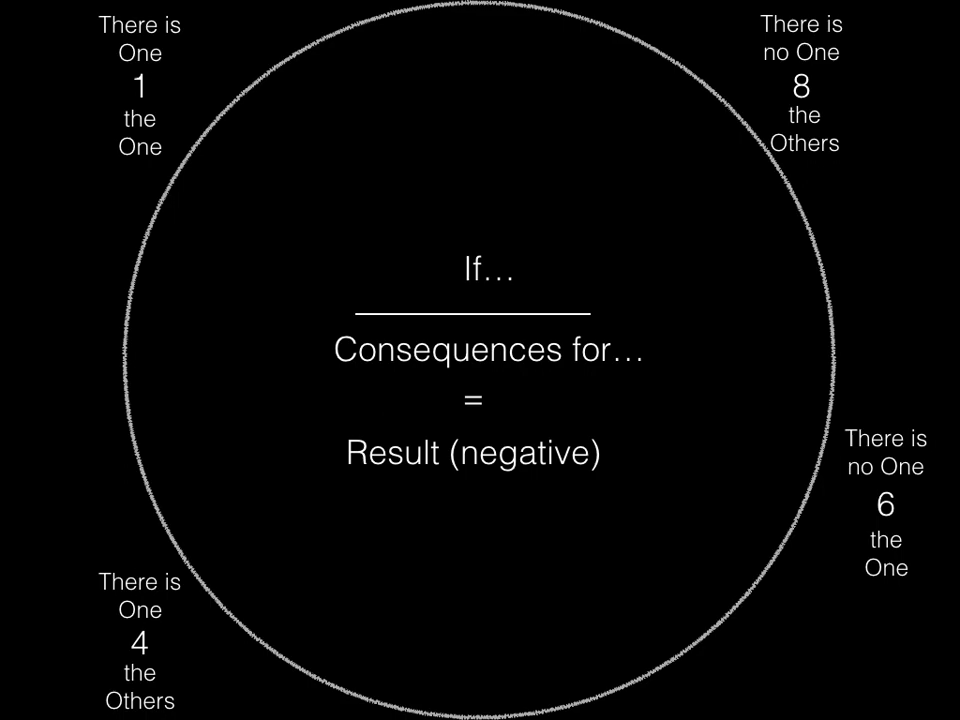 There is
One
1
the
One
There is
no One
8
the
Others
If…
Consequences for…
=
Result (negative)
There is
no One
6
the
One
There is
One
4
the
Others